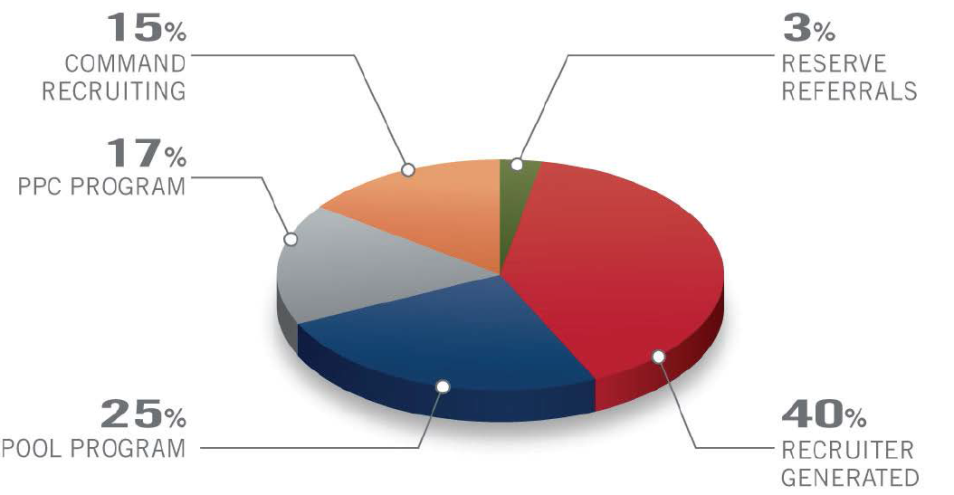 15%
COMMAND
RECRUITING
3%
RESERVE
REFERRALS
17%
PPC PROGRAM
25%
POOL PROGRAM
40%
RECRUITER
GENERATED